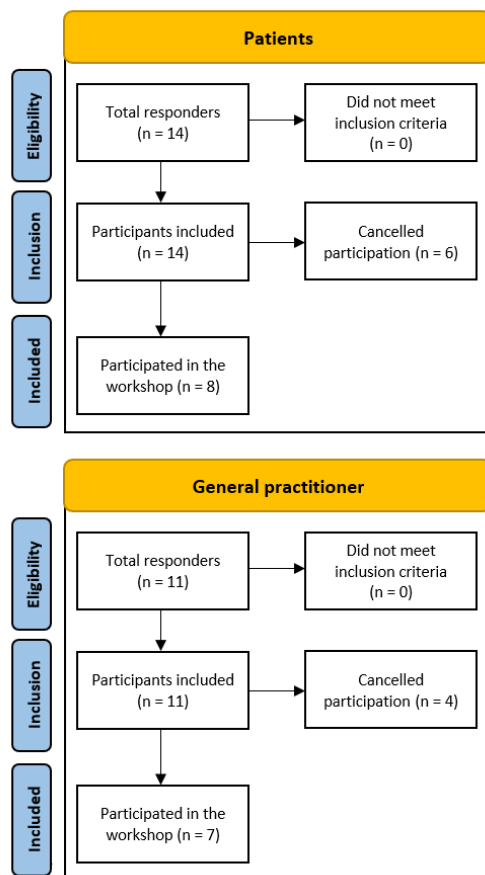 Patients
Eligibility
Total responders
(n = 14)
Did not meet
inclusion criteria
(n = 0)
Inclusion
Participants included
(n = 14)
Cancelled
participation (n = 6)
Included
Participated in the
workshop (n = 8)
General practitioner
Eligibility
Total responders
(n = 11)
Did not meet
inclusion criteria
(n = 0)
Inclusion
Participants included
(n = 11)
Cancelled
participation (n = 4)
Included
Participated in the
workshop (n = 7)